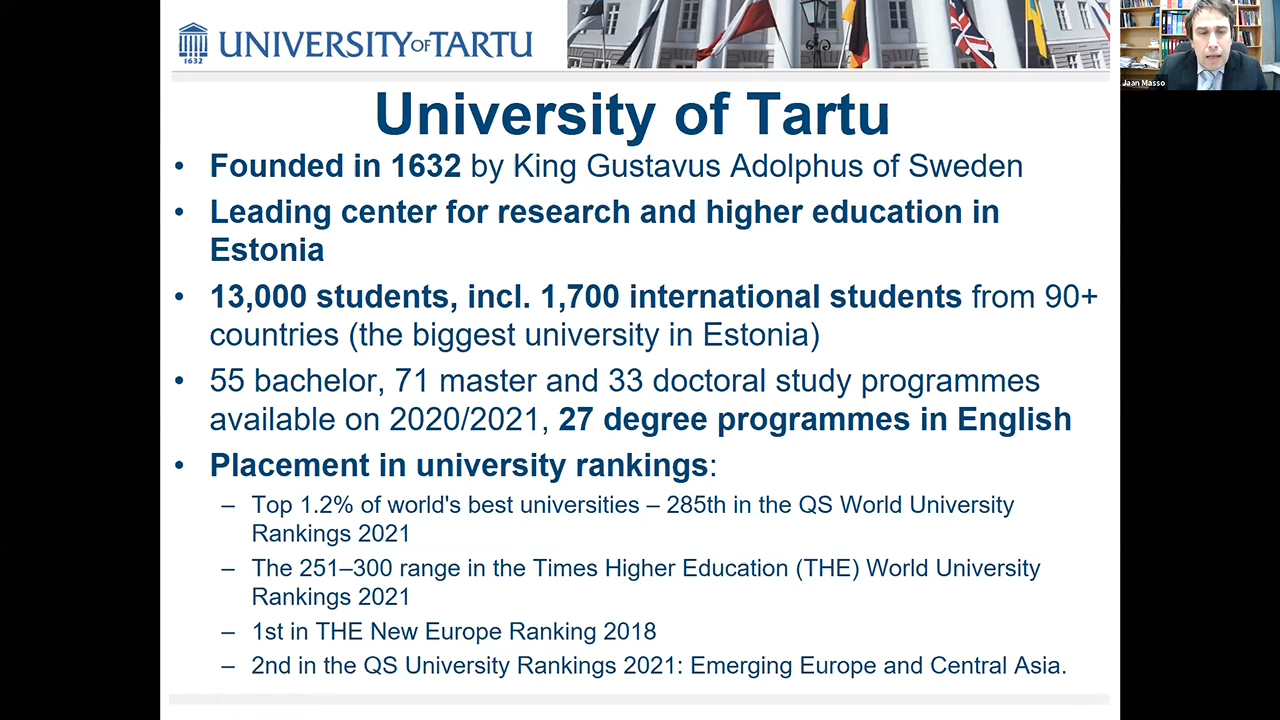 UNIVERSITY OF TARTU
1632
Jaan Masso
University of Tartu
• Founded in 1632 by King Gustavus Adolphus of Sweden
• Leading center for research and higher education in
Estonia
• 13,000 students, incl. 1,700 international students from 90+
countries (the biggest university in Estonia)
• 55 bachelor, 71 master and 33 doctoral study programmes
available on 2020/2021, 27 degree programmes in English
• Placement in university rankings:
– Top 1.2% of world's best universities – 285th in the QS World University
Rankings 2021
– The 251–300 range in the Times Higher Education (THE) World University
Rankings 2021
– 1st in THE New Europe Ranking 2018
– 2nd in the QS University Rankings 2021: Emerging Europe and Central Asia.